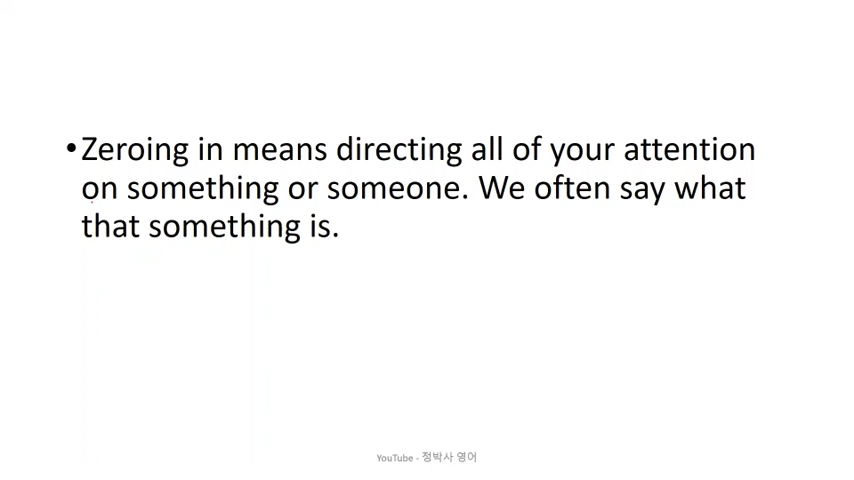 •Zeroing in means directing all of your attention
on something or someone. We often say what
that something is.
YouTube - 정박사 영어